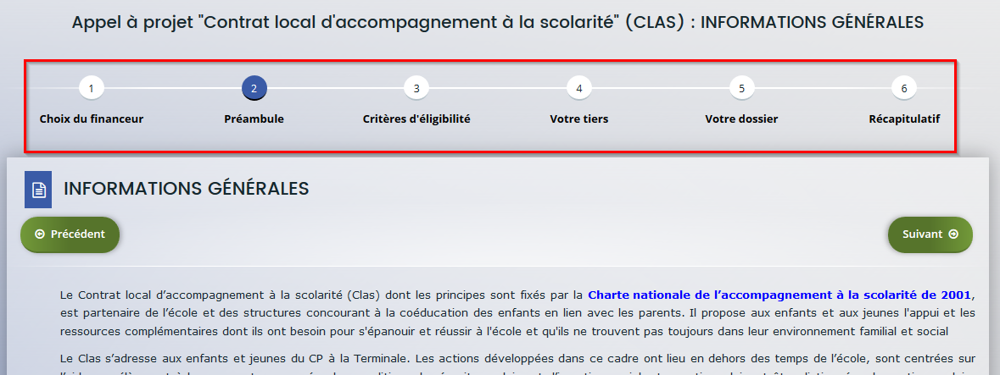 Appel à projet "Contrat local d'accompagnement à la scolarité" (CLAS) : INFORMATIONS GÉNÉRALES
1 2 3 4 5 6
Choix du financeur Préambule Critères d'éligibilité Votre tiers Votre dossier Récapitulatif
INFORMATIONS GÉNÉRALES
Précédent Suivant
Le Contrat local d’accompagnement à la scolarité (Clas) dont les principes sont fixés par la Charte nationale de l’accompagnement à la scolarité de 2001,
est partenaire de l’école et des structures concourant à la coéducation des enfants en lien avec les parents. Il propose aux enfants et aux jeunes l'appui et les
ressources complémentaires dont ils ont besoin pour s'épanouir et réussir à l'école et qu'ils ne trouvent pas toujours dans leur environnement familial et social
Le Clas s’adresse aux enfants et jeunes du CP à la Terminale. Les actions développées dans ce cadre ont lieu en dehors des temps de l’école, sont centrées sur